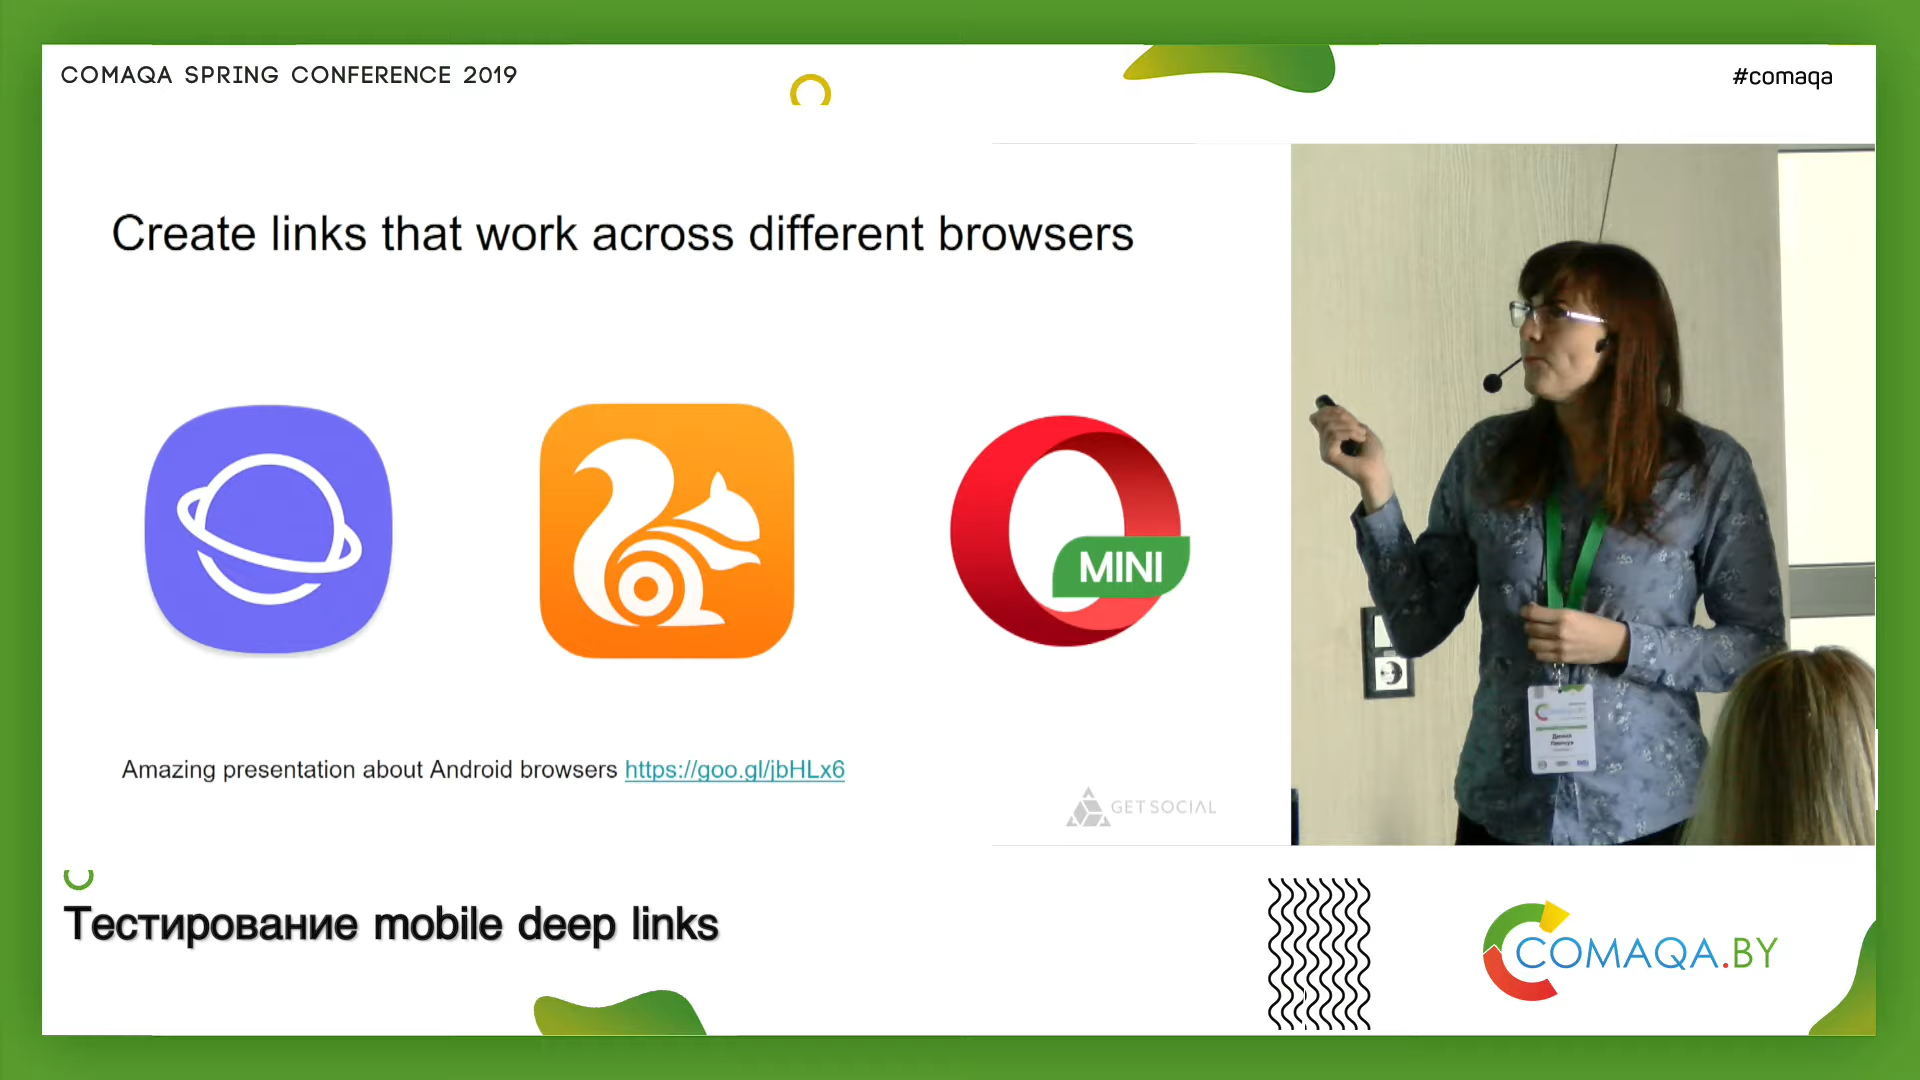 COMAQA SPRING CONFERENCE 2019
#comaqa
Create links that work across different browsers
MINI
Amazing presentation about Android browsers https://goo.gl/jbHLx6
GET SOCIAL
Тестирование mobile deep links
COMAQA.BY